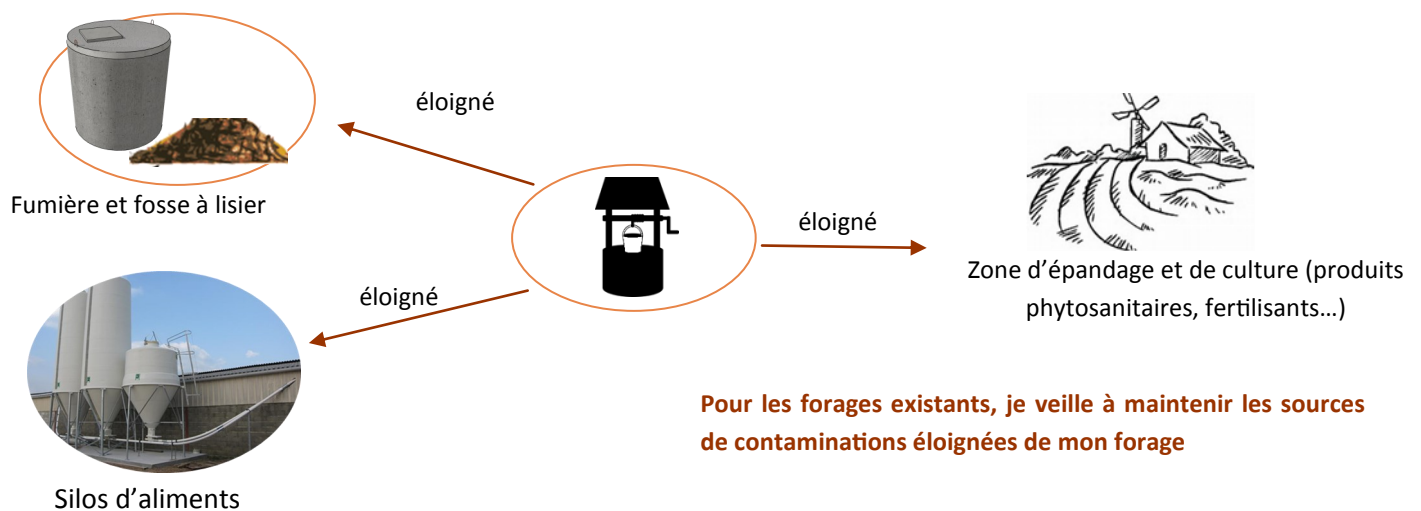 éloigné
Fumière et fosse à lisier
éloigné
Zone d’épandage et de culture (produits
phytosanitaires, fertilisants…)
éloigné
Pour les forages existants, je veille à maintenir les sources
de contaminations éloignées de mon forage
Silos d’aliments